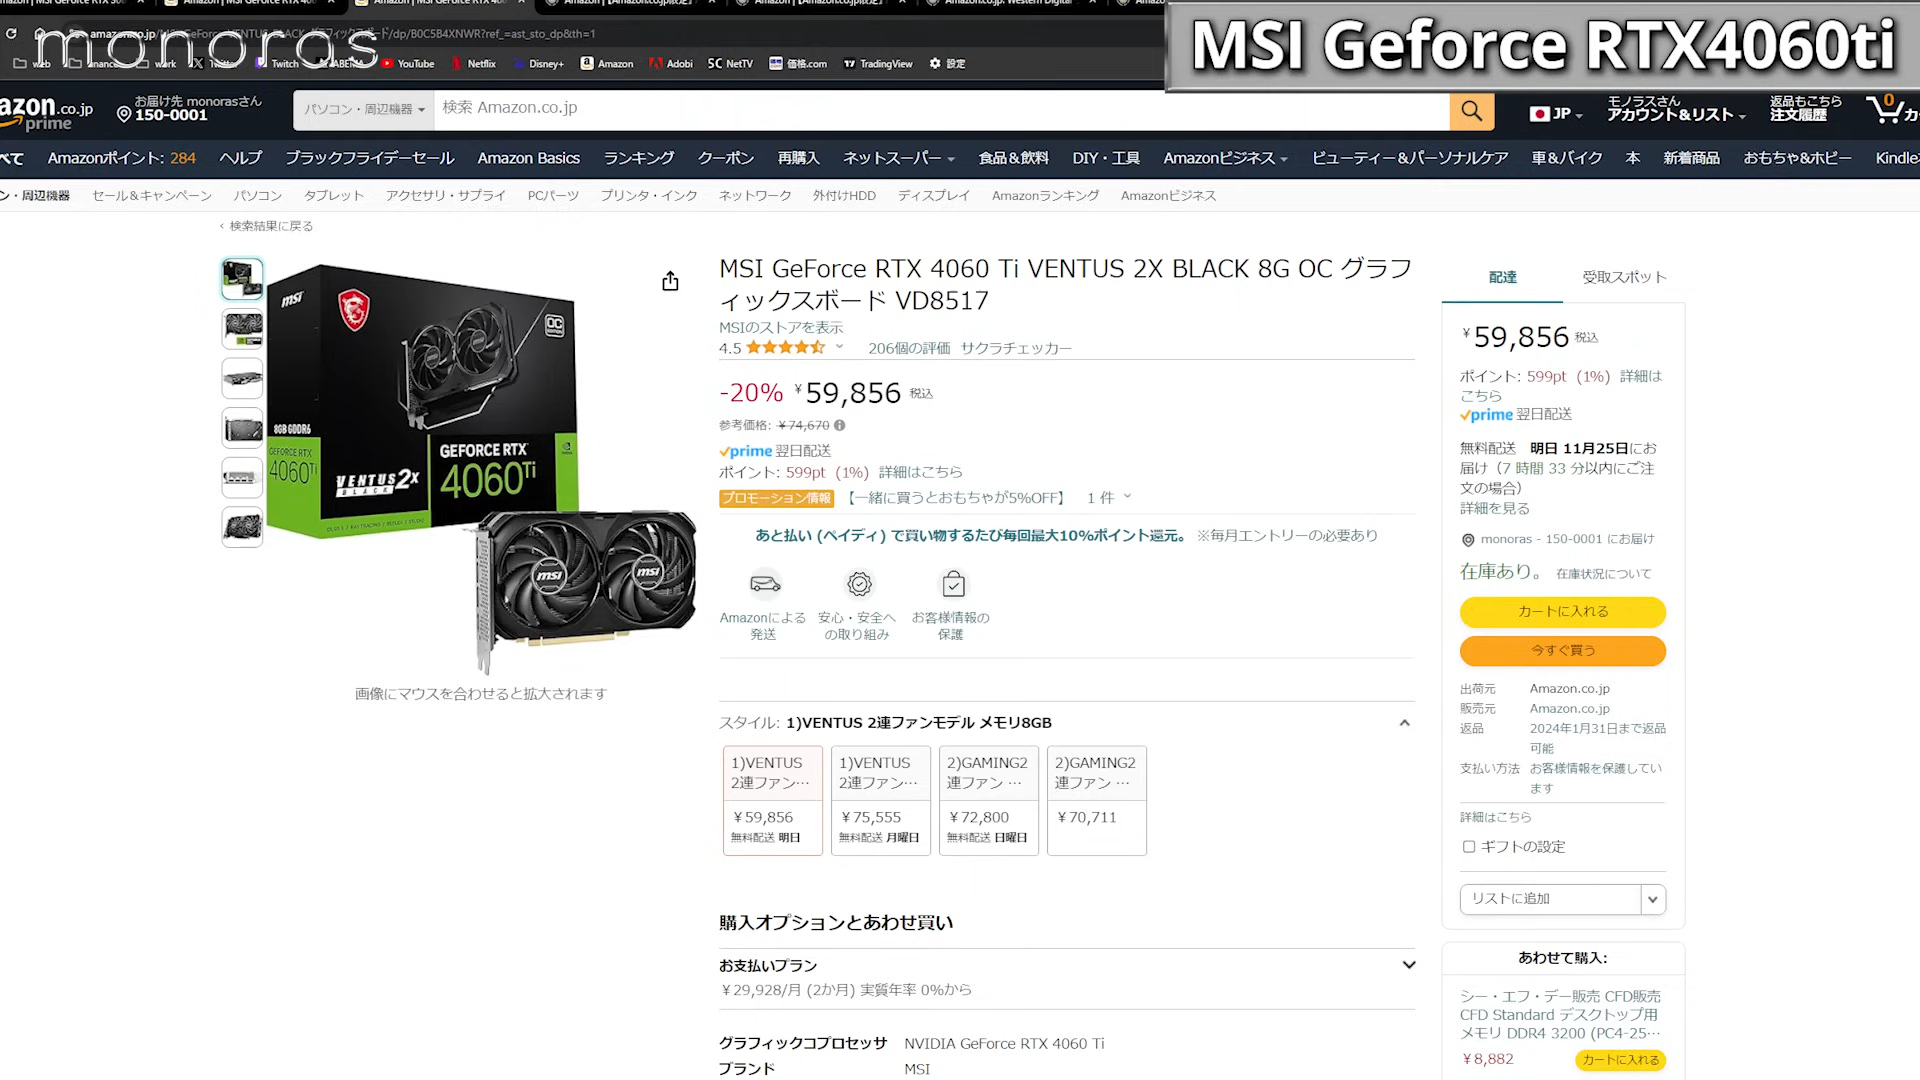 MSI Geforce RTX4060ti
monoras
YouTube
Netflix
Disney+
Amazon
Adobi
NetTV
価格.com
TradingView
設定
amazon.co.jp
prime
お届け先 monorasさん
150-0001
パソコン・周辺機器
検索 Amazon.co.jp
JP
モノラスさん
アカウント&リスト
返品もこちら
注文履歴
0
Amazonポイント: 284
ヘルプ
ブラックフライデーセール
Amazon Basics
ランキング
クーポン
再購入
ネットスーパー
食品&飲料
DIY・工具
Amazonビジネス
ビューティー&パーソナルケア
車&バイク
本
新着商品
おもちゃ&ホビー
Kindle
ン・周辺機器
セール&キャンペーン
パソコン
タブレット
アクセサリ・サプライ
PCパーツ
プリンタ・インク
ネットワーク
外付けHDD
ディスプレイ
Amazonランキング
Amazonビジネス
‹ 検索結果に戻る
msi
OC
8GB GDDR6
GEFORCE RTX
4060Ti
VENTUS 2X
BLACK
GEFORCE RTX
4060Ti
msi
msi
画像にマウスを合わせると拡大されます
MSI GeForce RTX 4060 Ti VENTUS 2X BLACK 8G OC グラフ
ィックスボード VD8517
MSIのストアを表示
4.5
206個の評価
サクラチェッカー
-20% ¥59,856 税込
参考価格: ¥74,670
prime 翌日配送
ポイント: 599pt (1%) 詳細はこちら
プロモーション情報 【一緒に買うとおもちゃが5%OFF】 1 件
あと払い (ペイディ) で買い物するたび毎回最大10%ポイント還元。 ※毎月エントリーの必要あり
Amazonによる
発送
安心・安全へ
の取り組み
お客様情報の
保護
スタイル: 1)VENTUS 2連ファンモデル メモリ8GB
1)VENTUS
2連ファン…
¥59,856
無料配送 明日
1)VENTUS
2連ファン…
¥75,555
無料配送 月曜日
2)GAMING2
連ファン …
¥72,800
無料配送 日曜日
2)GAMING2
連ファン …
¥70,711
購入オプションとあわせ買い
お支払いプラン
¥29,928/月 (2か月) 実質年率 0%から
グラフィックコプロセッサ NVIDIA GeForce RTX 4060 Ti
ブランド MSI
配達
受取スポット
¥59,856 税込
ポイント: 599pt (1%) 詳細は
こちら
prime 翌日配送
無料配送 明日 11月25日にお
届け（7 時間 33 分以内にご注
文の場合）
詳細を見る
monoras - 150-0001 にお届け
在庫あり。 在庫状況について
カートに入れる
今すぐ買う
出荷元 Amazon.co.jp
販売元 Amazon.co.jp
返品 2024年1月31日まで返品
可能
支払い方法 お客様情報を保護してい
ます
詳細はこちら
ギフトの設定
リストに追加
あわせて購入:
シー・エフ・デー販売 CFD販売
CFD Standard デスクトップ用
メモリ DDR4 3200 (PC4-25…
¥8,882
カートに入れる